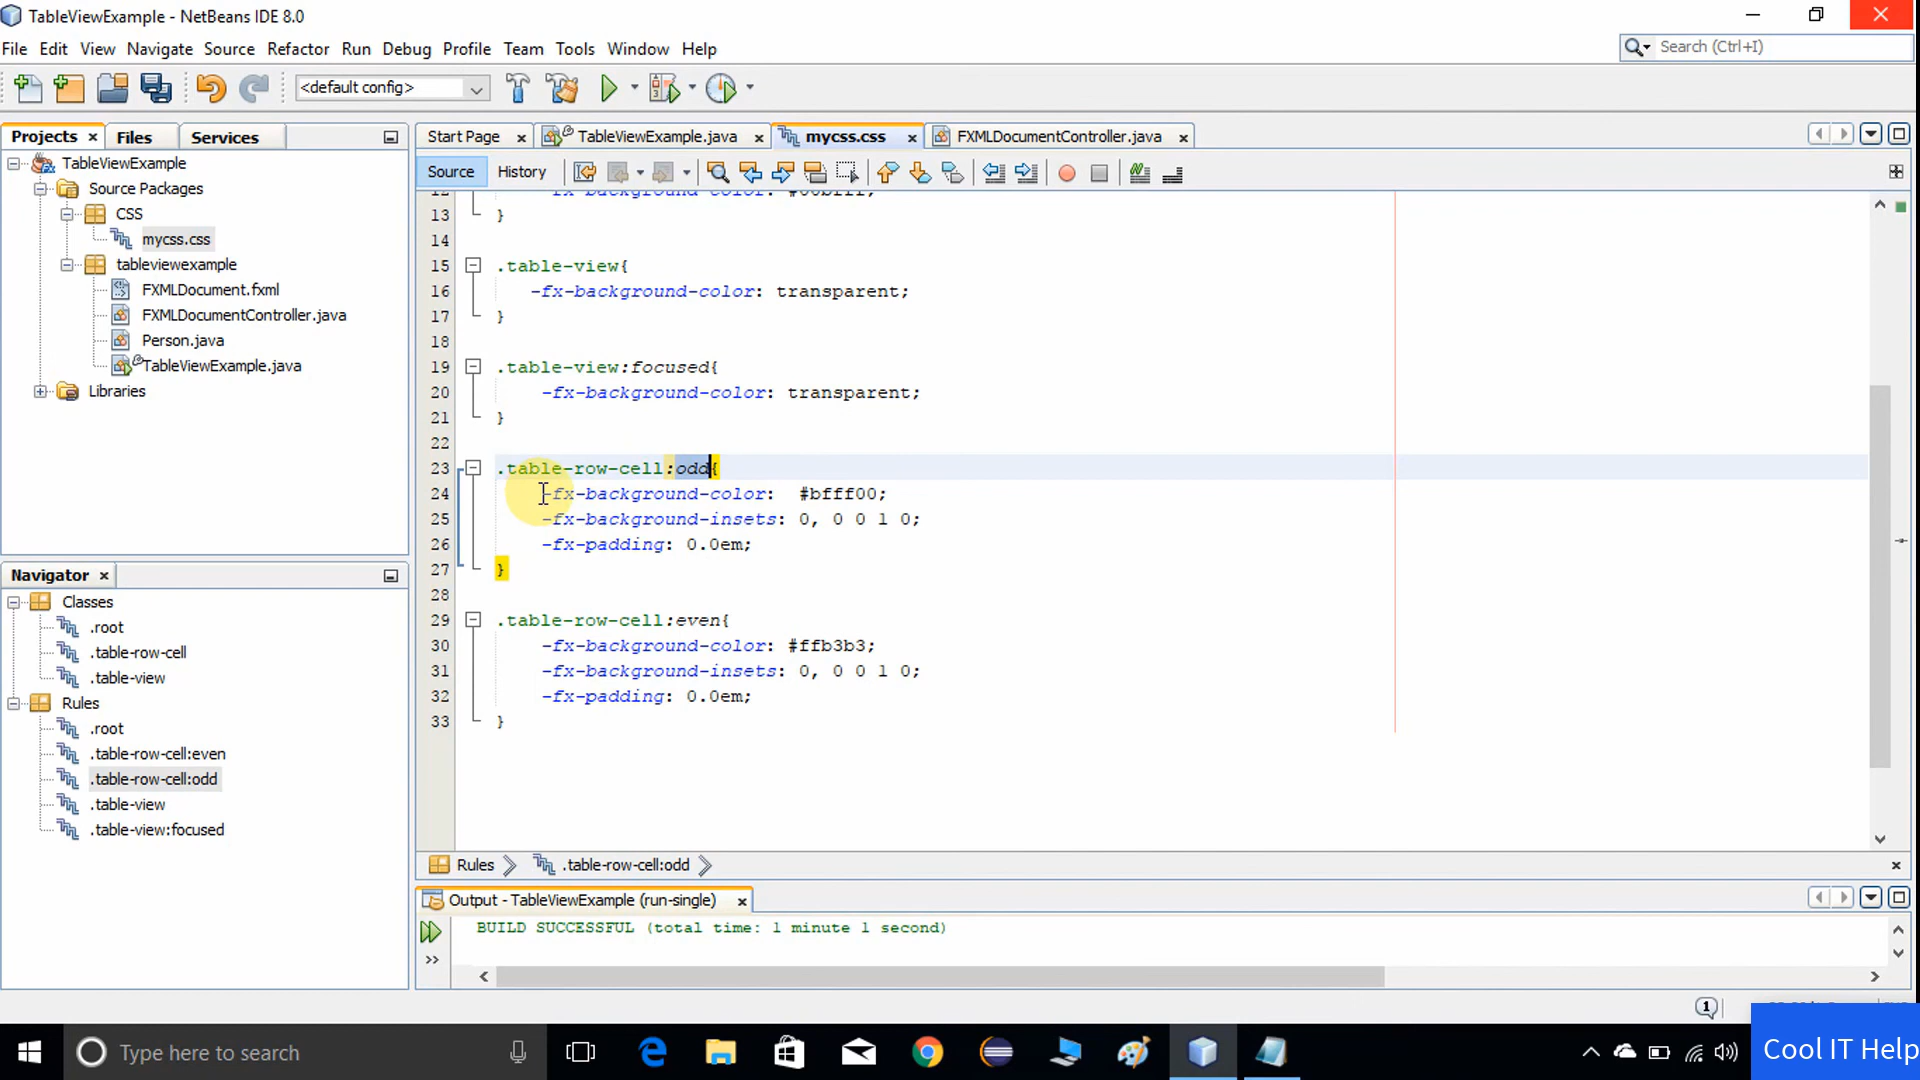 TableViewExample - NetBeans IDE 8.0
File Edit View Navigate Source Refactor Run Debug Profile Team Tools Window Help
Search (Ctrl+I)
<default config>
Projects Files Services
Start Page TableViewExample.java mycss.css FXMLDocumentController.java
Source History
TableViewExample
Source Packages
CSS
mycss.css
tableviewexample
FXMLDocument.fxml
FXMLDocumentController.java
Person.java
TableViewExample.java
Libraries
13 }
14
15 .table-view{
16 -fx-background-color: transparent;
17 }
18
19 .table-view:focused{
20 -fx-background-color: transparent;
21 }
22
23 .table-row-cell:odd{
24 -fx-background-color: #bfff00;
25 -fx-background-insets: 0, 0 0 1 0;
26 -fx-padding: 0.0em;
27 }
28
29 .table-row-cell:even{
30 -fx-background-color: #ffb3b3;
31 -fx-background-insets: 0, 0 0 1 0;
32 -fx-padding: 0.0em;
33 }
Navigator
Classes
.root
.table-row-cell
.table-view
Rules
.root
.table-row-cell:even
.table-row-cell:odd
.table-view
.table-view:focused
Rules .table-row-cell:odd
Output - TableViewExample (run-single)
BUILD SUCCESSFUL (total time: 1 minute 1 second)
1
Type here to search
Cool IT Help